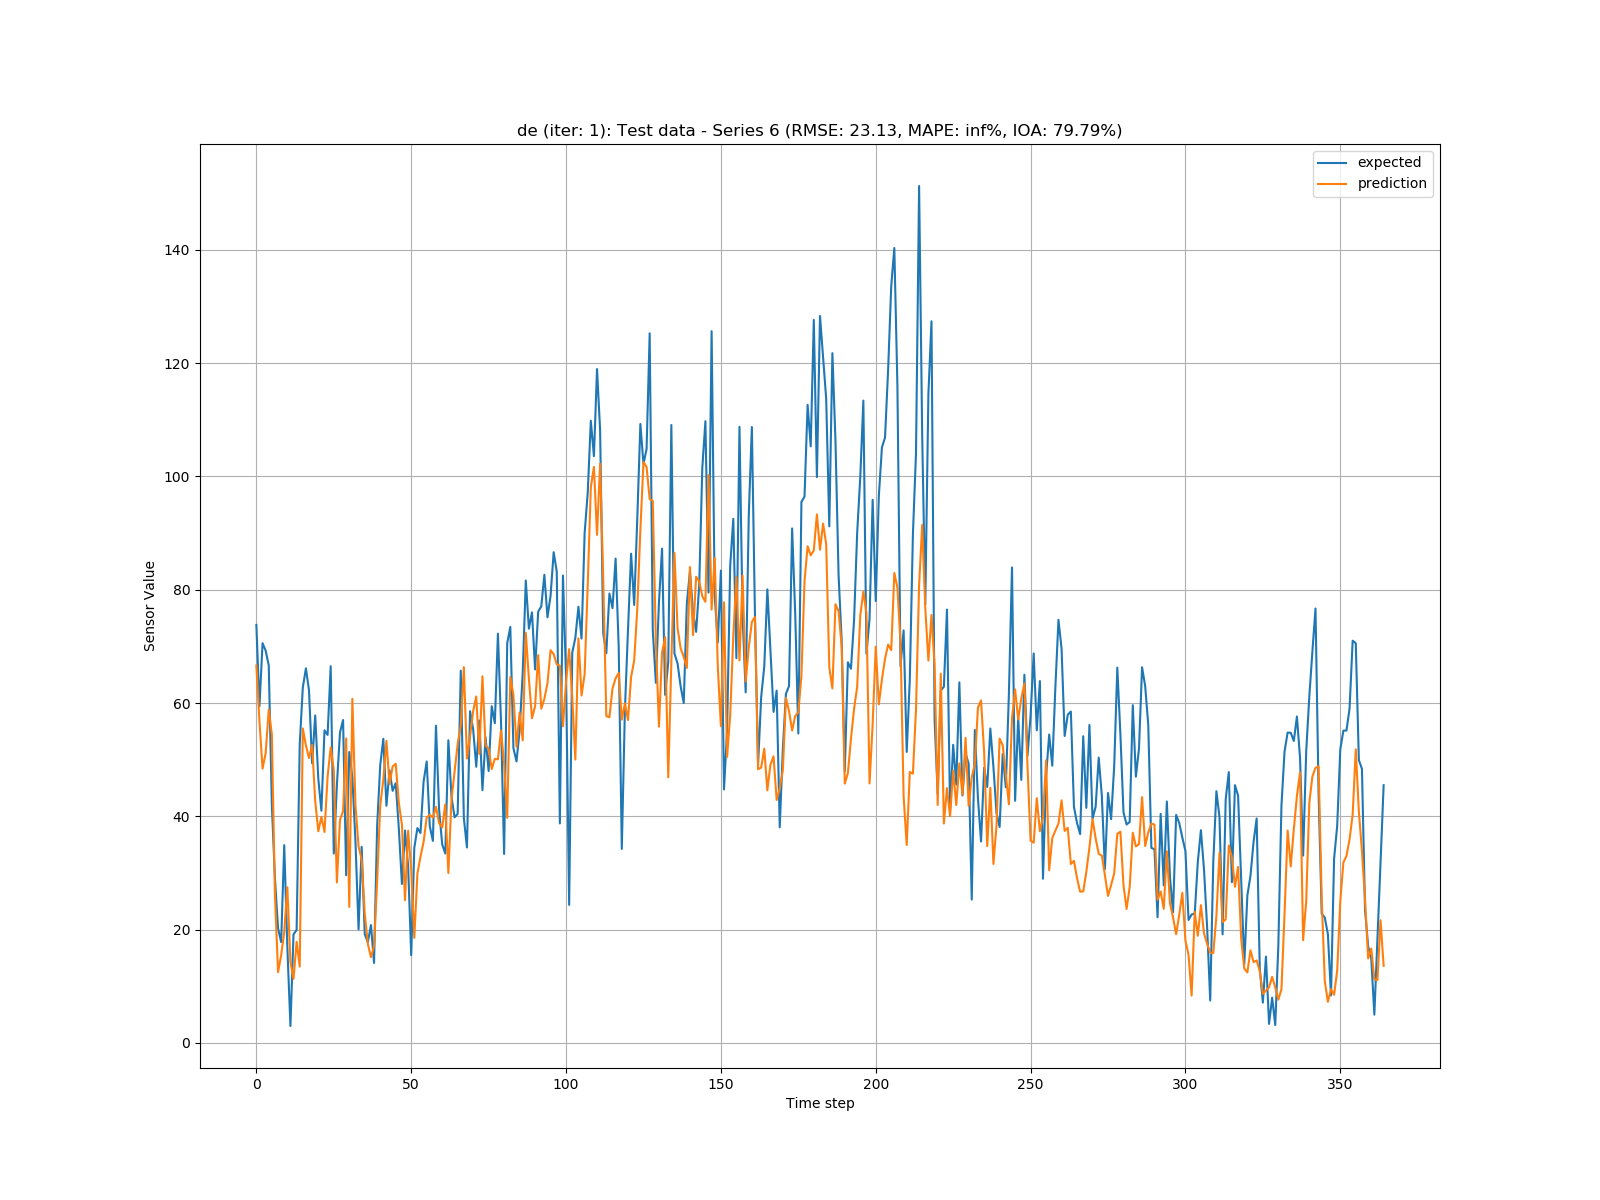 de (iter: 1): Test data - Series 6 (RMSE: 23.13, MAPE: inf%, IOA: 79.79%)
expected
prediction
140
120
100
80
60
40
20
0
Sensor Value
0 50 100 150 200 250 300 350
Time step